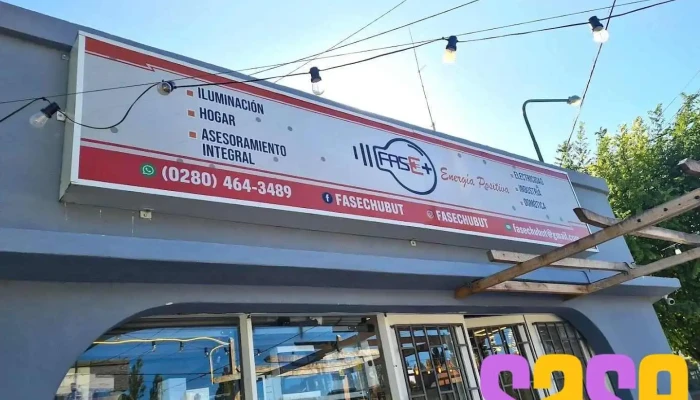 ILUMINACIÓN
HOGAR
ASESORAMIENTO
INTEGRAL
FASE+
Energía Positiva
ELECTRICIDAD
INDUSTRIA
DOMÓTICA
(0280) 464-3489
FASECHUBUT
FASECHUBUT
fasechubut@gmail.com